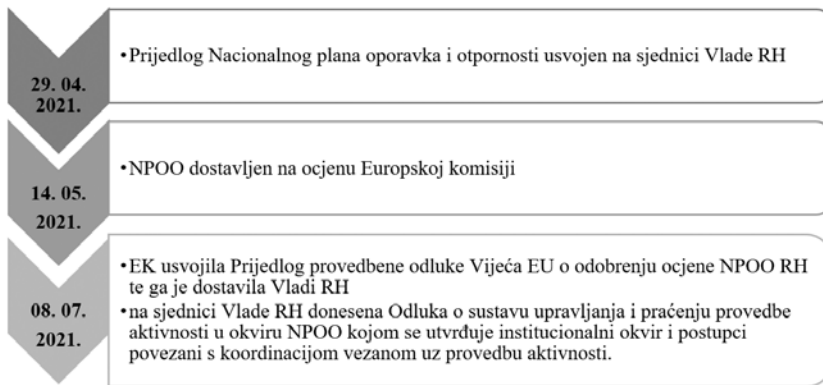 29. 04.
2021.
•Prijedlog Nacionalnog plana oporavka i otpornosti usvojen na sjednici Vlade RH
14. 05.
2021.
•NPOO dostavljen na ocjenu Europskoj komisiji
08. 07.
2021.
•EK usvojila Prijedlog provedbene odluke Vijeća EU o odobrenju ocjene NPOO RH
te ga je dostavila Vladi RH
•na sjednici Vlade RH donesena Odluka o sustavu upravljanja i praćenju provedbe
aktivnosti u okviru NPOO kojom se utvrđuje institucionalni okvir i postupci
povezani s koordinacijom vezanom uz provedbu aktivnosti.